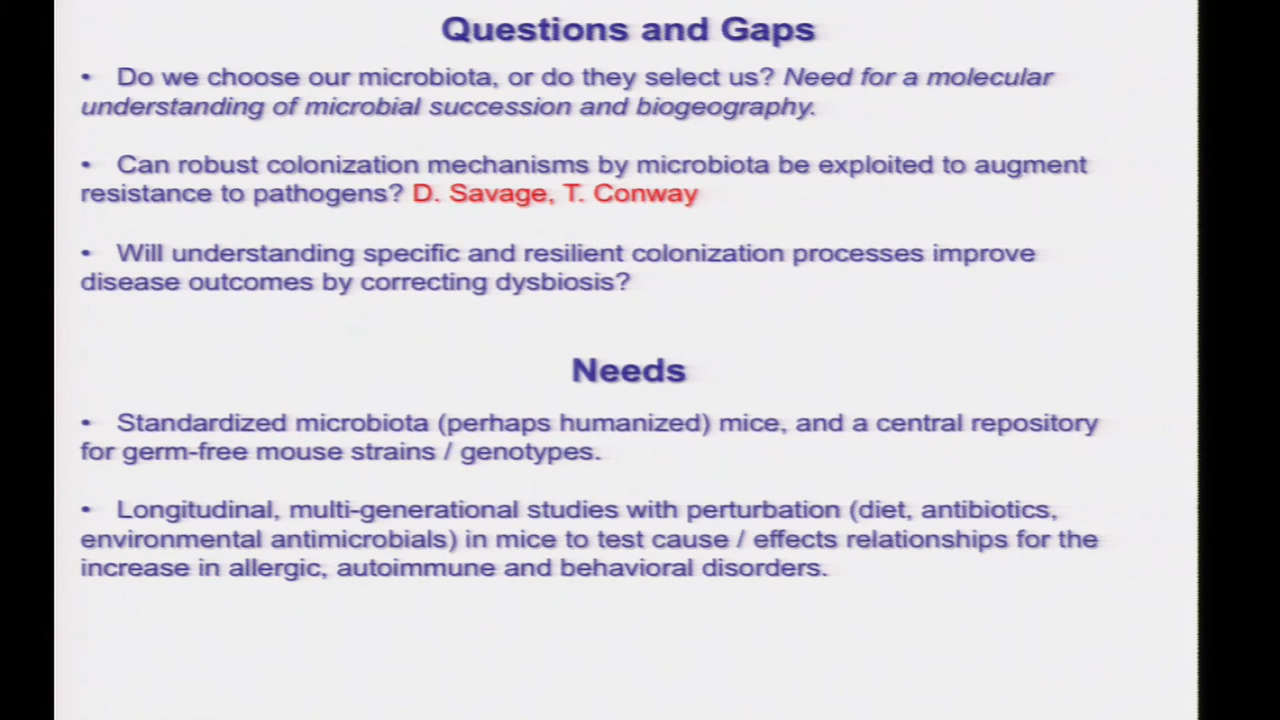 Questions and Gaps
• Do we choose our microbiota, or do they select us? Need for a molecular
understanding of microbial succession and biogeography.
• Can robust colonization mechanisms by microbiota be exploited to augment
resistance to pathogens? D. Savage, T. Conway
• Will understanding specific and resilient colonization processes improve
disease outcomes by correcting dysbiosis?
Needs
• Standardized microbiota (perhaps humanized) mice, and a central repository
for germ-free mouse strains / genotypes.
• Longitudinal, multi-generational studies with perturbation (diet, antibiotics,
environmental antimicrobials) in mice to test cause / effects relationships for the
increase in allergic, autoimmune and behavioral disorders.